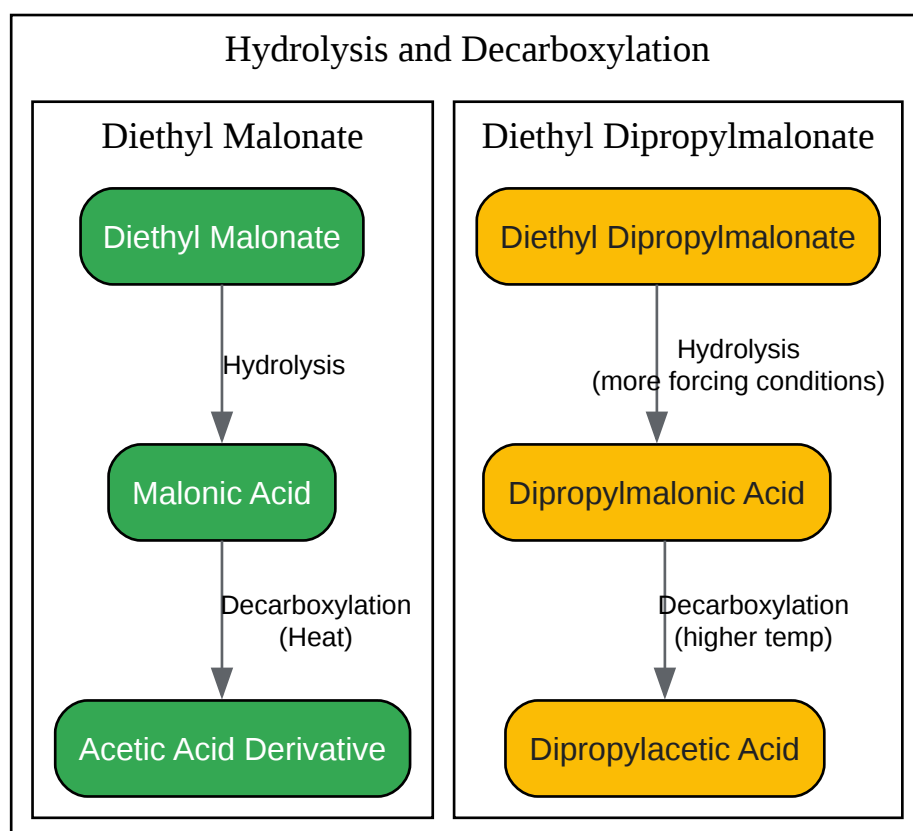 Hydrolysis and Decarboxylation
Diethyl Malonate
Diethyl Malonate
Hydrolysis
Malonic Acid
Decarboxylation
(Heat)
Acetic Acid Derivative
Diethyl Dipropylmalonate
Diethyl Dipropylmalonate
Hydrolysis
(more forcing conditions)
Dipropylmalonic Acid
Decarboxylation
(higher temp)
Dipropylacetic Acid